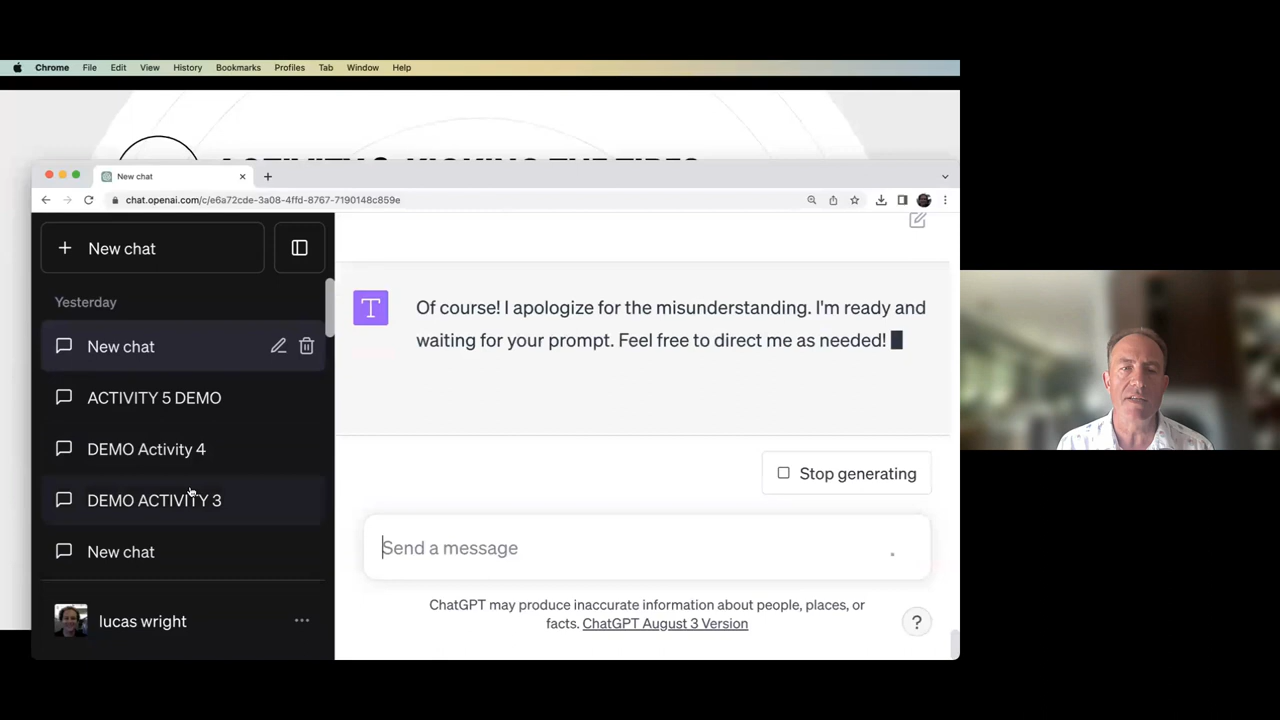 Chrome File Edit View History Bookmarks Profiles Tab Window Help
New chat
chat.openai.com/c/e6a72cde-3a08-4ffd-8767-7190148c859e
New chat
Yesterday
New chat
ACTIVITY 5 DEMO
DEMO Activity 4
DEMO ACTIVITY 3
New chat
lucas wright
T
Of course! I apologize for the misunderstanding. I'm ready and
waiting for your prompt. Feel free to direct me as needed!
Stop generating
Send a message
ChatGPT may produce inaccurate information about people, places, or
facts. ChatGPT August 3 Version
?